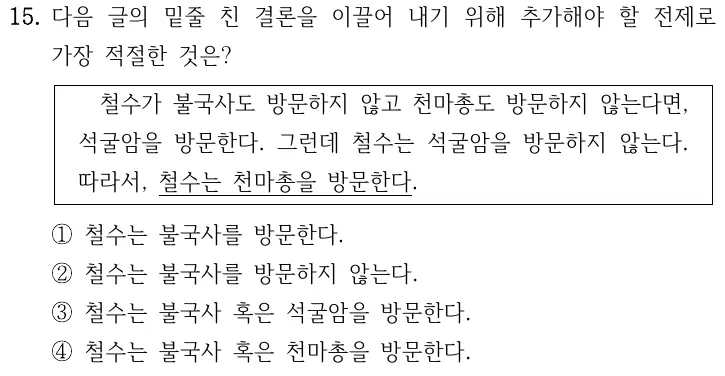 15. 다음 글의 밑줄 친 결론을 이끌어 내기 위해 추가해야 할 전제로
가장 적절한 것은?
철수가 불국사도 방문하지 않고 천마총도 방문하지 않는다면,
석굴암을 방문한다. 그런데 철수는 석굴암을 방문하지 않는다.
따라서, 철수는 천마총을 방문한다.
① 철수는 불국사를 방문한다.
② 철수는 불국사를 방문하지 않는다.
③ 철수는 불국사 혹은 석굴암을 방문한다.
④ 철수는 불국사 혹은 천마총을 방문한다.